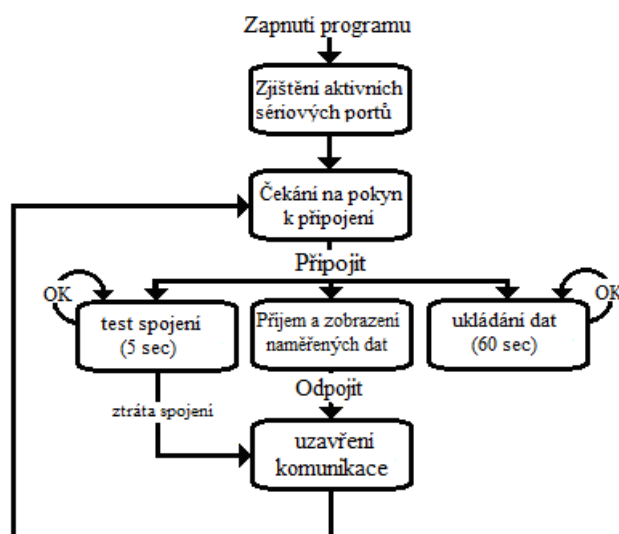 Zapnutí programu
Zjištění aktivních
sériových portů
Čekání na pokyn
k připojení
Připojit
OK
test spojení
(5 sec)
Příjem a zobrazení
naměřených dat
ukládání dat
(60 sec)
OK
Odpojit
ztráta spojení
uzavření
komunikace